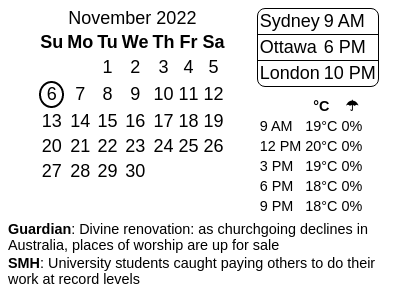 November 2022
Su Mo Tu We Th Fr Sa
1 2 3 4 5
6 7 8 9 10 11 12
13 14 15 16 17 18 19
20 21 22 23 24 25 26
27 28 29 30
Sydney 9 AM
Ottawa 6 PM
London 10 PM
°C ☂
9 AM 19°C 0%
12 PM 20°C 0%
3 PM 19°C 0%
6 PM 18°C 0%
9 PM 18°C 0%
Guardian: Divine renovation: as churchgoing declines in
Australia, places of worship are up for sale
SMH: University students caught paying others to do their
work at record levels